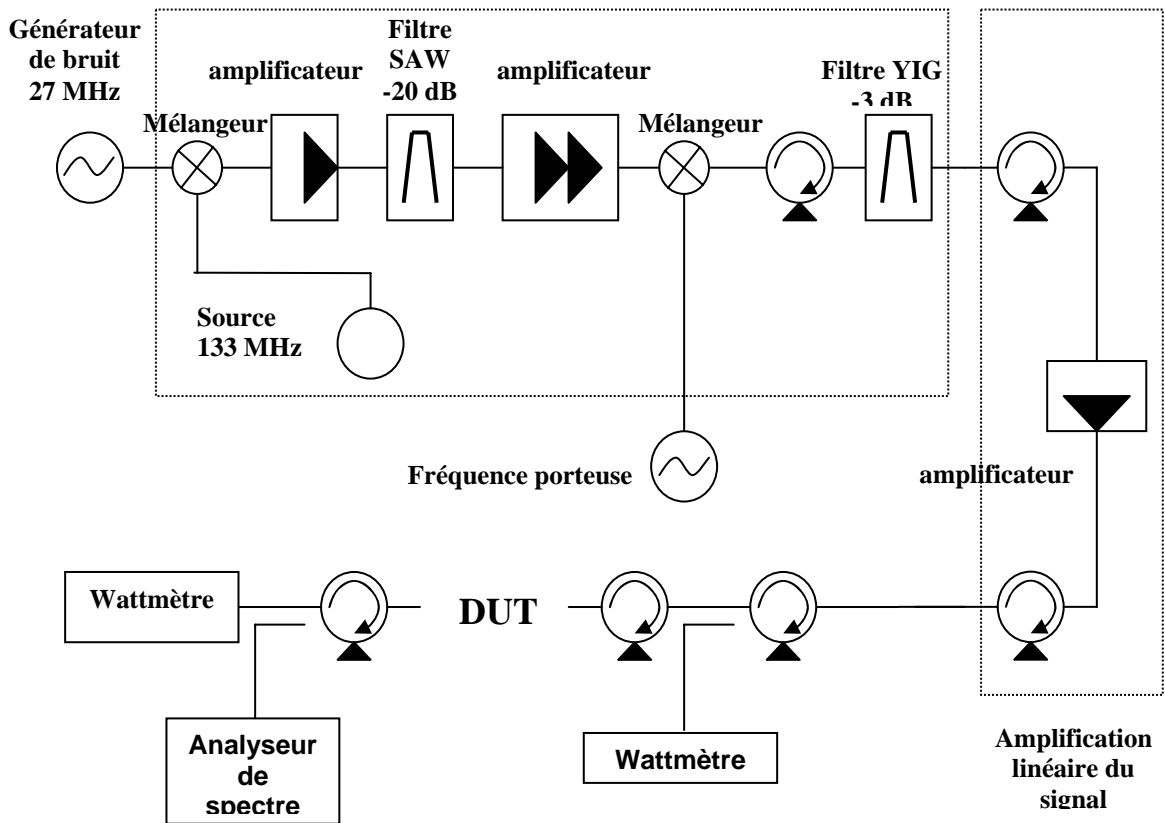 Générateur
de bruit
27 MHz
Mélangeur
amplificateur
Filtre
SAW
-20 dB
amplificateur
Mélangeur
Filtre YIG
-3 dB
Source
133 MHz
Fréquence porteuse
amplificateur
Wattmètre
DUT
Analyseur
de
spectre
Wattmètre
Amplification
linéaire du
signal